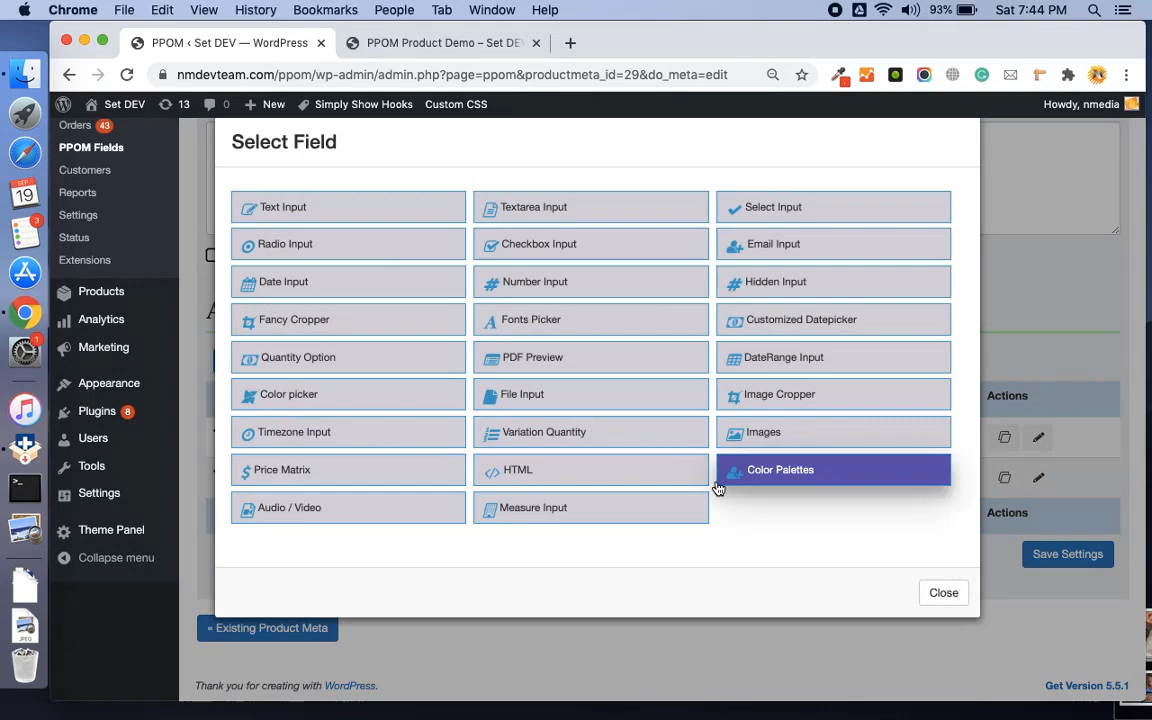 Chrome File Edit View History Bookmarks People Tab Window Help 93% Sat 7:44 PM
PPOM ‹ Set DEV — WordPress × PPOM Product Demo – Set DE × +
nmdevteam.com/ppom/wp-admin/admin.php?page=ppom&productmeta_id=29&do_meta=edit
Set DEV 13 0 + New Simply Show Hooks Custom CSS Howdy, nmedia
Orders 43
PPOM Fields
Customers
Reports
Settings
Status
Extensions
Products
Analytics
Marketing
Appearance
Plugins 8
Users
Tools
Settings
Theme Panel
Collapse menu
Select Field
Text Input Textarea Input Select Input
Radio Input Checkbox Input Email Input
Date Input Number Input Hidden Input
Fancy Cropper Fonts Picker Customized Datepicker
Quantity Option PDF Preview DateRange Input
Color picker File Input Image Cropper
Timezone Input Variation Quantity Images
Price Matrix HTML Color Palettes
Audio / Video Measure Input
Close
Actions
Actions
Save Settings
« Existing Product Meta
Thank you for creating with WordPress.
Get Version 5.5.1
SEP
19
3
1
JPEG